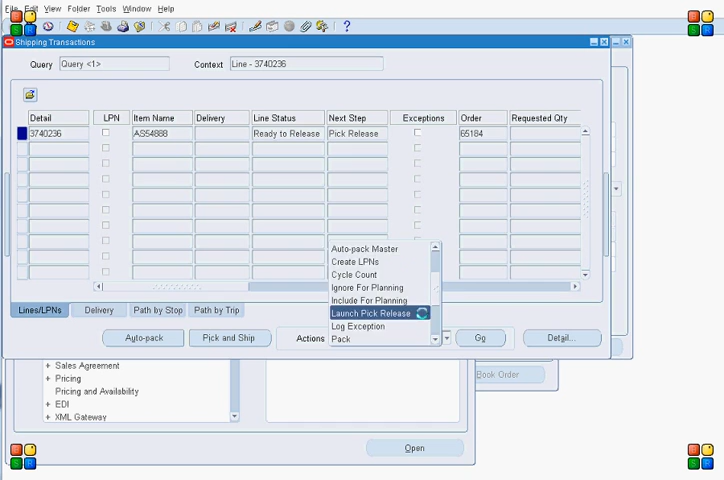 File Edit View Folder Tools Window Help
Shipping Transactions
Query Query <1> Context Line - 3740236
Detail LPN Item Name Delivery Line Status Next Step Exceptions Order Requested Qty
3740236 AS54888 Ready to Release Pick Release 65184
Auto-pack Master
Create LPNs
Cycle Count
Ignore For Planning
Include For Planning
Launch Pick Release
Log Exception
Pack
Lines/LPNs Delivery Path by Stop Path by Trip
Auto-pack Pick and Ship Actions Go Detail...
+ Sales Agreement
+ Pricing
Pricing and Availability
+ EDI
+ XML Gateway
Book Order
Open